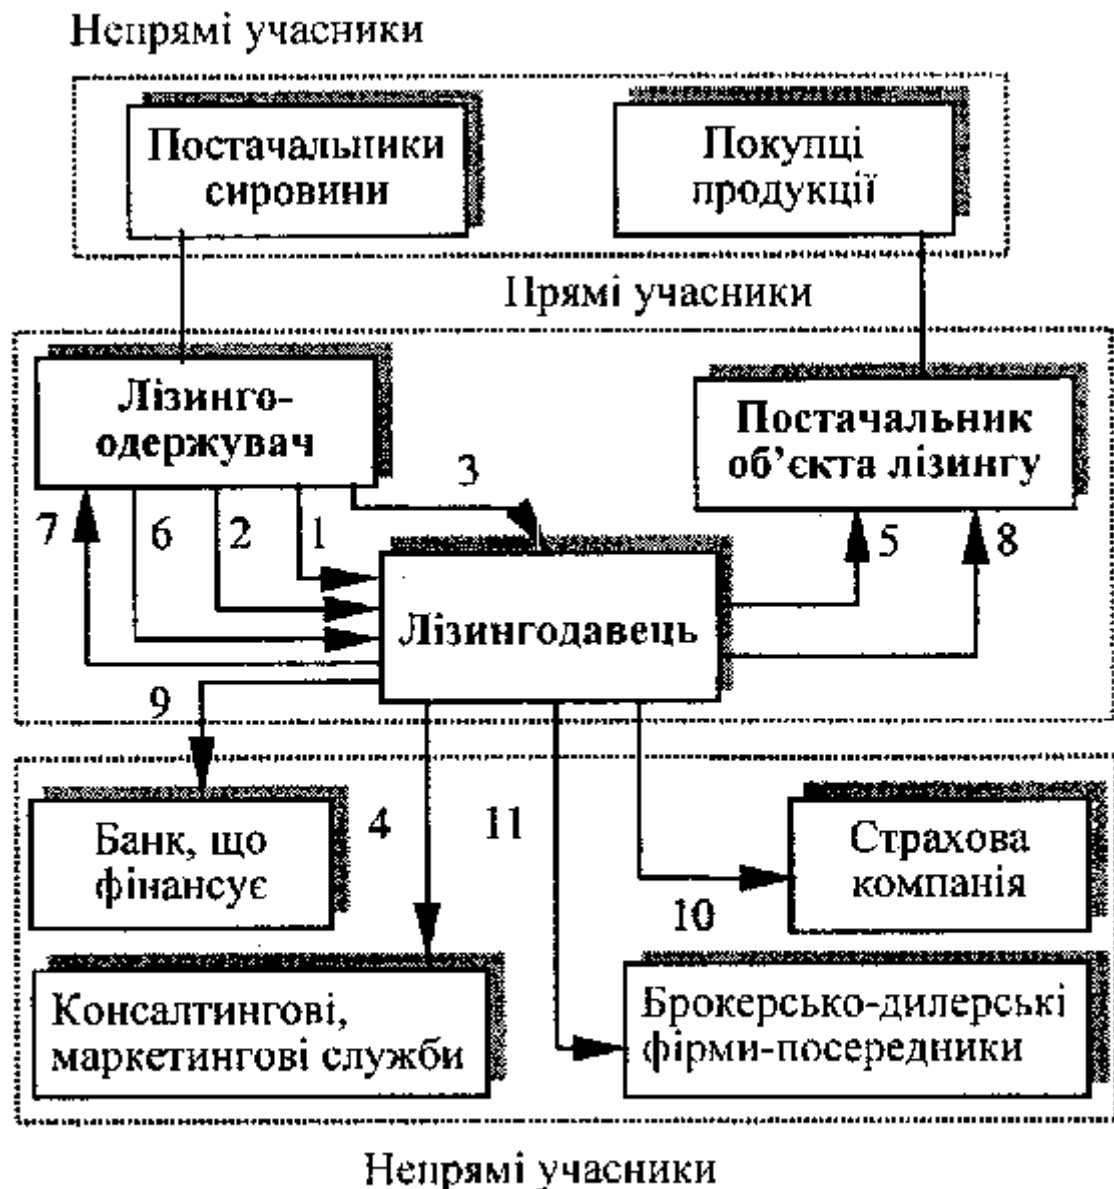 Непрямі учасники
Постачальники
сировини
Покупці
продукції
Прямі учасники
Лізинго-
одержувач
Постачальник
об’єкта лізингу
3
7
6
2
1
5
8
Лізингодавець
9
4
11
10
Банк, що
фінансує
Страхова
компанія
Консалтингові,
маркетингові служби
Брокерсько-дилерські
фірми-посередники
Непрямі учасники